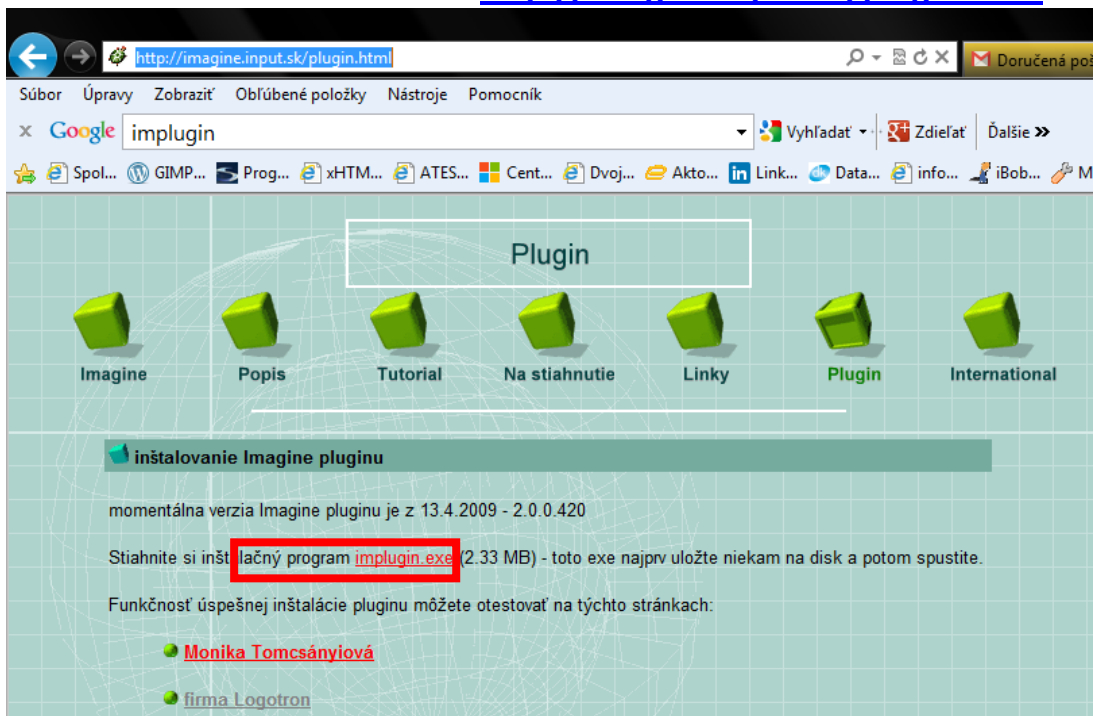 http://imagine.input.sk/plugin.html
Doručená poš
Súbor Úpravy Zobraziť Obľúbené položky Nástroje Pomocník
x Google implugin Vyhľadať Zdieľať Ďalšie »
Spol... GIMP... Prog... xHTM... ATES... Cent... Dvoj... Akto... Link... Data... info... iBob... M
Plugin
Imagine Popis Tutorial Na stiahnutie Linky Plugin International
inštalovanie Imagine pluginu
momentálna verzia Imagine pluginu je z 13.4.2009 - 2.0.0.420
Stiahnite si inštalačný program implugin.exe (2.33 MB) - toto exe najprv uložte niekam na disk a potom spustite.
Funkčnosť úspešnej inštalácie pluginu môžete otestovať na týchto stránkach:
Monika Tomcsányiová
firma Logotron